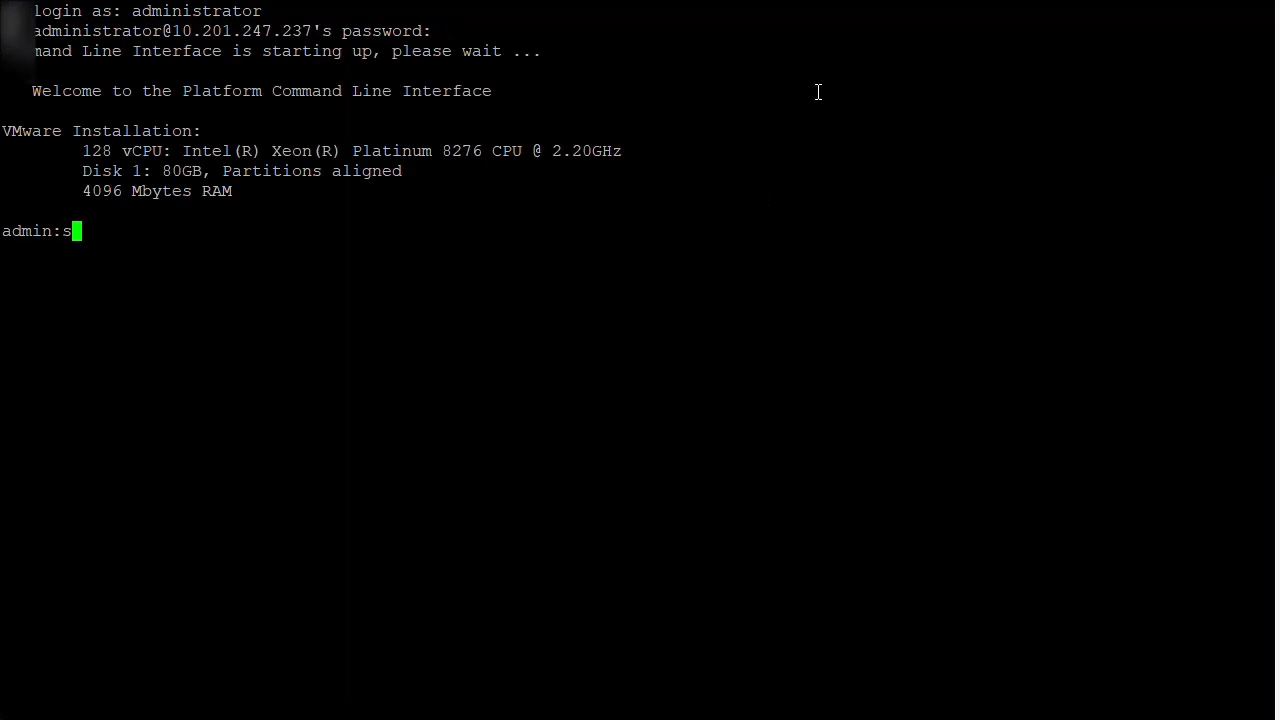 login as: administrator
administrator@10.201.247.237's password:
mand Line Interface is starting up, please wait ...
Welcome to the Platform Command Line Interface
VMware Installation:
128 vCPU: Intel(R) Xeon(R) Platinum 8276 CPU @ 2.20GHz
Disk 1: 80GB, Partitions aligned
4096 Mbytes RAM
admin:s